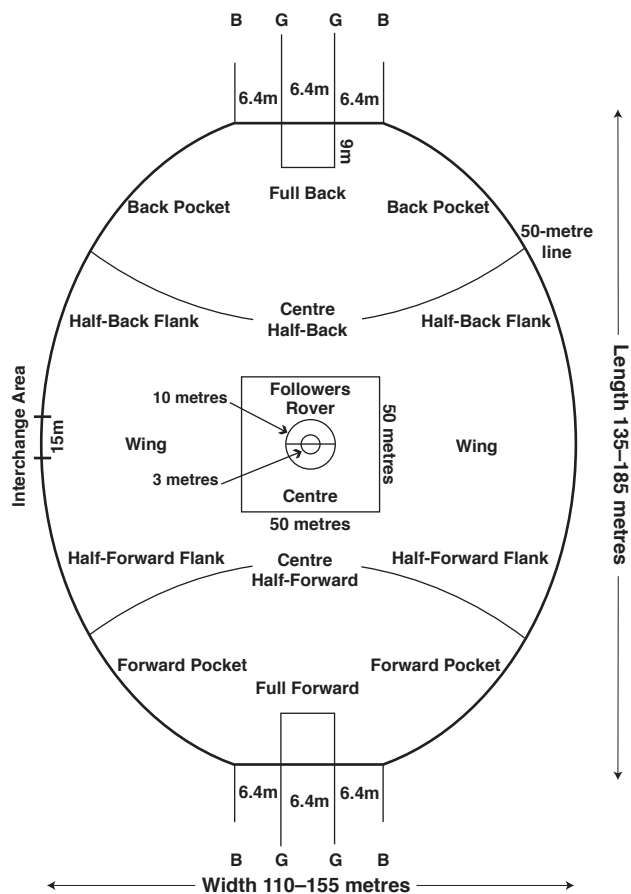 B G G B
6.4m 6.4m 6.4m
9m
Full Back
Back Pocket
Back Pocket
50-metre
line
Half-Back Flank
Centre
Half-Back
Half-Back Flank
Interchange Area
15m
10 metres
Followers
Rover
50 metres
Wing
Wing
3 metres
Centre
50 metres
Length 135–185 metres
Half-Forward Flank
Centre
Half-Forward
Half-Forward Flank
Forward Pocket
Full Forward
Forward Pocket
6.4m 6.4m 6.4m
B G G B
Width 110–155 metres